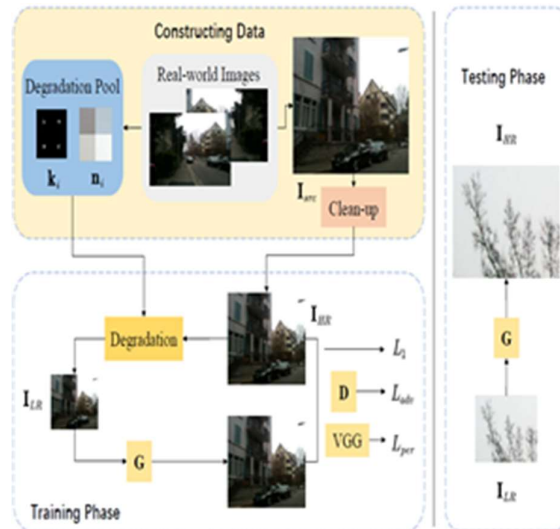 Constructing Data
Degradation Pool
Real-world Images
k_i
n_i
I_src
Clean-up
Degradation
I_HR
I_LR
G
L_1
D
L_adv
VGG
L_per
Training Phase
Testing Phase
I_HR
G
I_LR